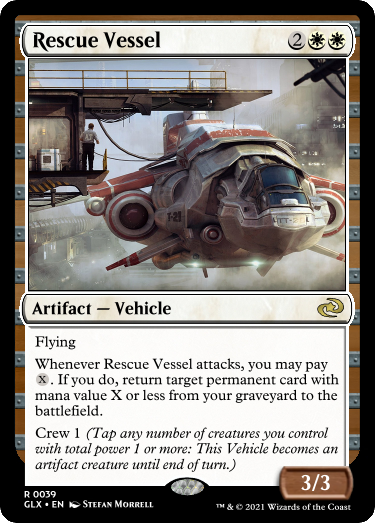 Rescue Vessel 2
T-29
Artifact — Vehicle
Flying
Whenever Rescue Vessel attacks, you may pay
X. If you do, return target permanent card with
mana value X or less from your graveyard to the
battlefield.
Crew 1 (Tap any number of creatures you control
with total power 1 or more: This Vehicle becomes an
artifact creature until end of turn.)
3/3
R 0039
GLX • EN STEFAN MORRELL
™ & © 2021 Wizards of the Coast